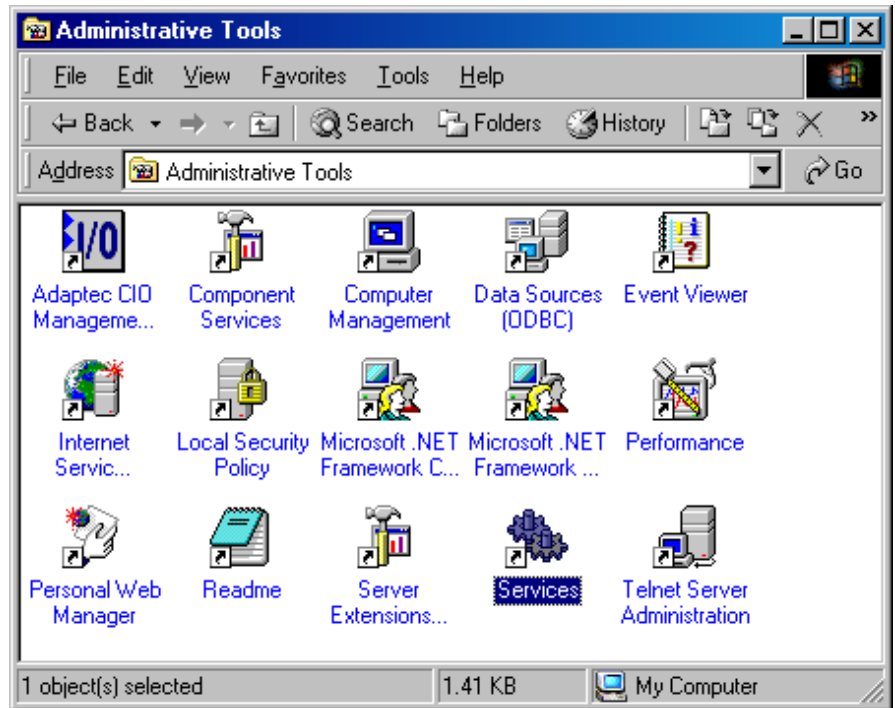 Administrative Tools
File Edit View Favorites Tools Help
Back Search Folders History »
Address Administrative Tools Go
I/O
Adaptec CIO Manageme...
Component Services
Computer Management
Data Sources (ODBC)
Event Viewer
Internet Servic...
Local Security Policy
Microsoft .NET Framework C...
Microsoft .NET Framework ...
Performance
Personal Web Manager
Readme
Server Extensions...
Services
Telnet Server Administration
1 object(s) selected 1.41 KB My Computer